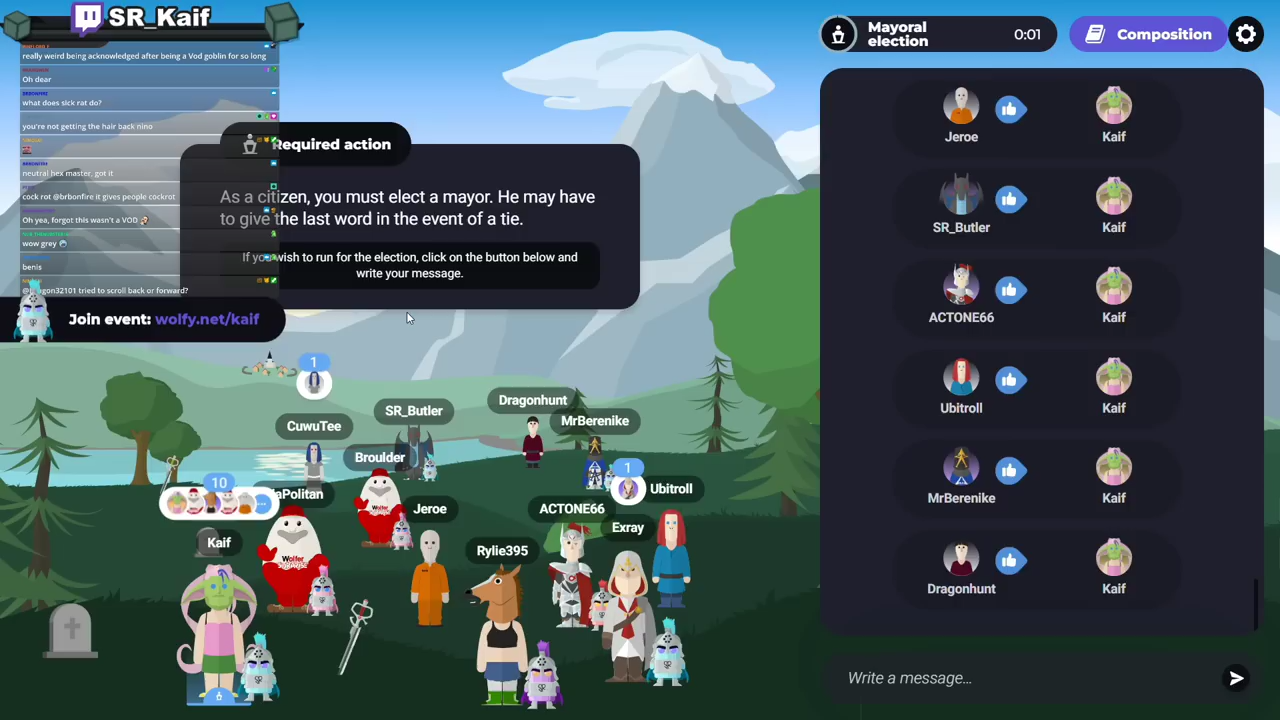 SR_Kaif
really weird being acknowledged after being a Vod goblin for so long
Oh dear
what does sick rat do?
you're not getting the hair back nino
neutral hex master, got it
cock rot @brbonfire it gives people cockrot
Oh yea, forgot this wasn't a VOD
wow grey
benis
tried to scroll back or forward?
Join event: wolfy.net/kaif
Required action
As a citizen, you must elect a mayor. He may have
to give the last word in the event of a tie.
If you wish to run for the election, click on the button below and
write your message.
Mayoral
election
0:01
Composition
1
CuwuTee
SR_Butler
Dragonhunt
MrBerenike
Broulder
1
Ubitroll
10
aPolitan
Jeroe
ACTONE66
Exray
Kaif
Rylie395
Wolfer
Jeroe
Kaif
SR_Butler
Kaif
ACTONE66
Kaif
Ubitroll
Kaif
MrBerenike
Kaif
Dragonhunt
Kaif
Write a message...